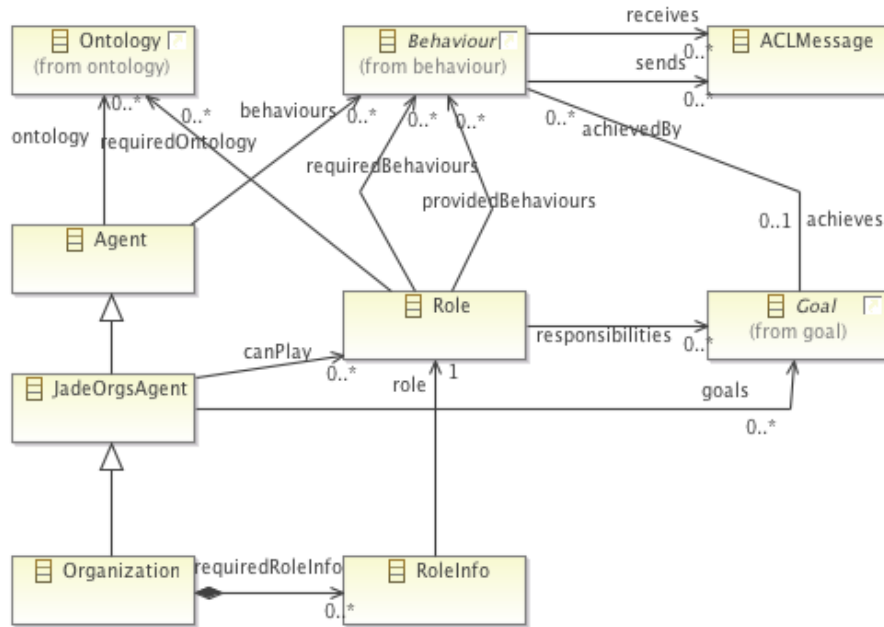 Ontology
(from ontology)
Behaviour
(from behaviour)
receives
0..*
ACLMessage
sends
0..*
0..*
0..*
behaviours
0..*
0..*
0..*
0..*
achievedBy
ontology
requiredOntology
requiredBehaviours
providedBehaviours
0..1
achieves
Agent
Role
Goal
(from goal)
canPlay
0..*
responsibilities
0..*
role
1
JadeOrgsAgent
goals
0..*
Organization
requiredRoleInfo
0..*
RoleInfo